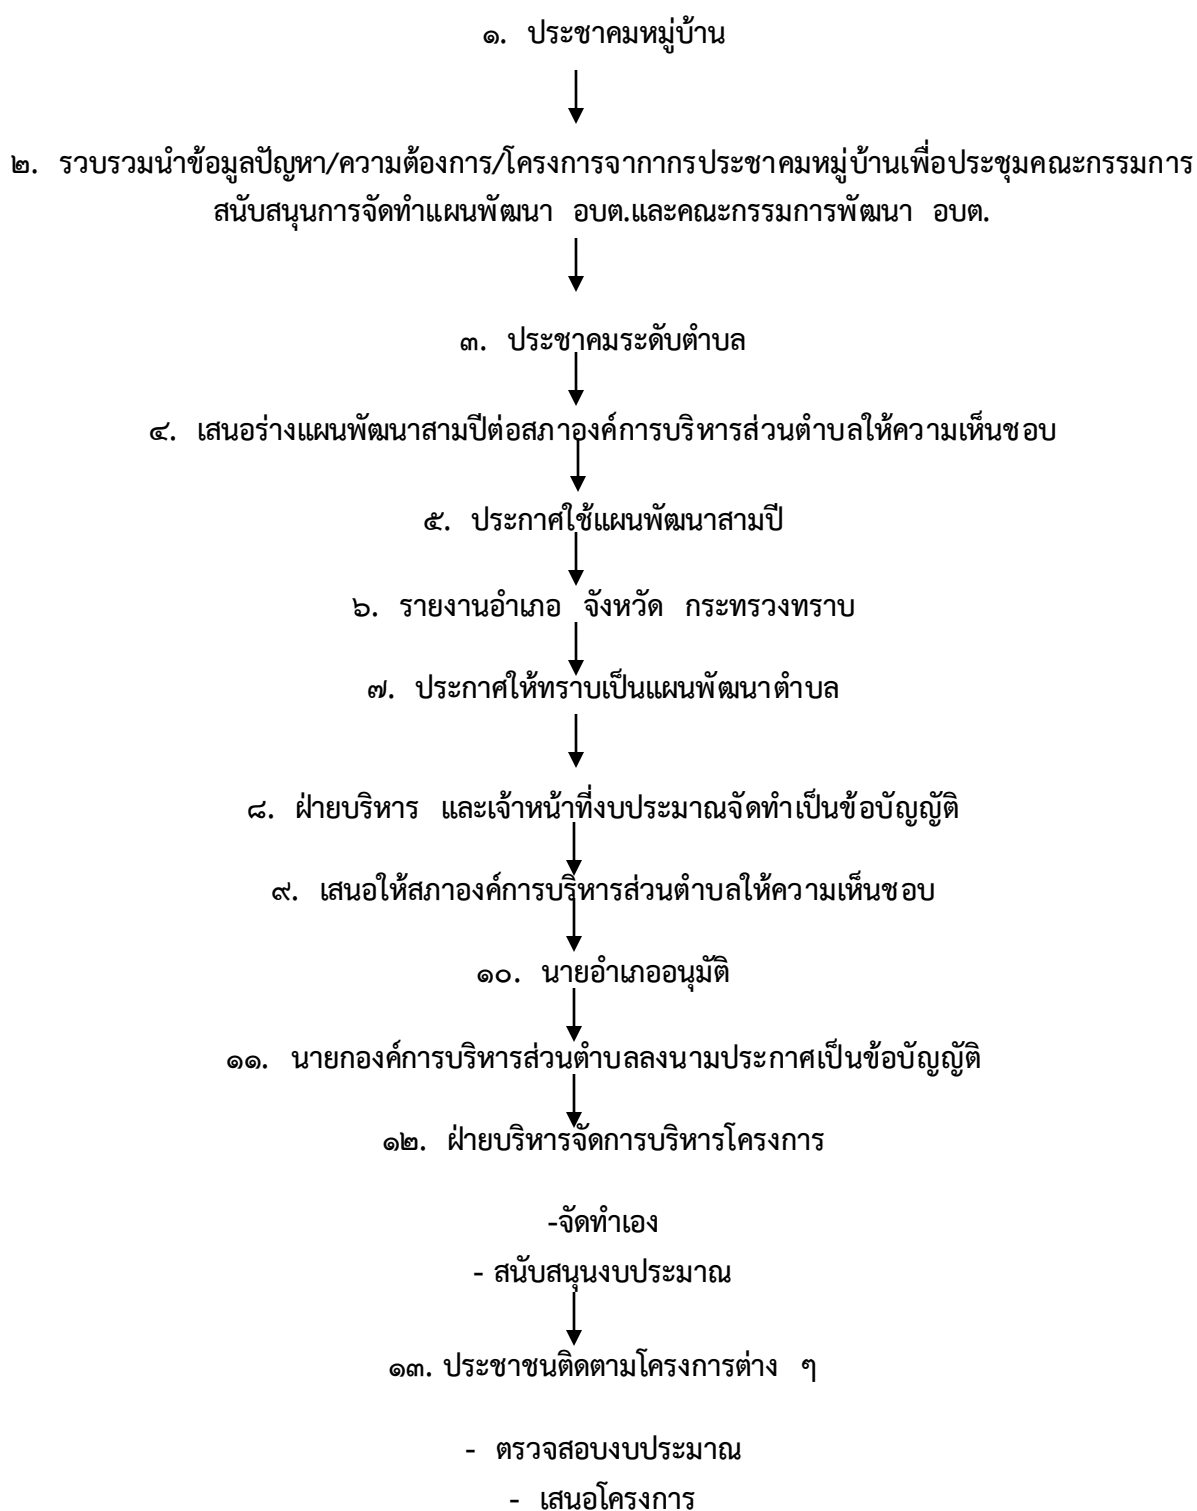 ๑. ประชาคมหมู่บ้าน
๒. รวบรวมนำข้อมูลปัญหา/ความต้องการ/โครงการจากากรประชาคมหมู่บ้านเพื่อประชุมคณะกรรมการ
สนับสนุนการจัดทำแผนพัฒนา อบต.และคณะกรรมการพัฒนา อบต.
๓. ประชาคมระดับตำบล
๔. เสนอร่างแผนพัฒนาสามปีต่อสภาองค์การบริหารส่วนตำบลให้ความเห็นชอบ
๕. ประกาศใช้แผนพัฒนาสามปี
๖. รายงานอำเภอ จังหวัด กระทรวงทราบ
๗. ประกาศให้ทราบเป็นแผนพัฒนาตำบล
๘. ฝ่ายบริหาร และเจ้าหน้าที่งบประมาณจัดทำเป็นข้อบัญญัติ
๙. เสนอให้สภาองค์การบริหารส่วนตำบลให้ความเห็นชอบ
๑๐. นายอำเภออนุมัติ
๑๑. นายกองค์การบริหารส่วนตำบลลงนามประกาศเป็นข้อบัญญัติ
๑๒. ฝ่ายบริหารจัดการบริหารโครงการ
-จัดทำเอง
- สนับสนุนงบประมาณ
๑๓. ประชาชนติดตามโครงการต่าง ๆ
- ตรวจสอบงบประมาณ
- เสนอโครงการ